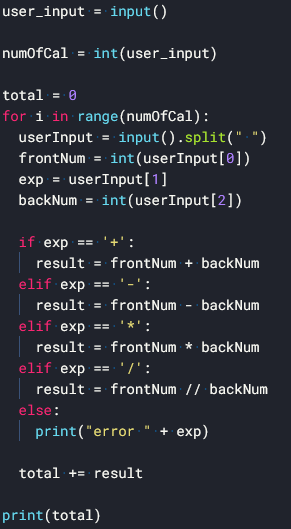 user_input = input()

numOfCal = int(user_input)

total = 0
for i in range(numOfCal):
  userInput = input().split(" ")
  frontNum = int(userInput[0])
  exp = userInput[1]
  backNum = int(userInput[2])

  if exp == '+':
    result = frontNum + backNum
  elif exp == '-':
    result = frontNum - backNum
  elif exp == '*':
    result = frontNum * backNum
  elif exp == '/':
    result = frontNum // backNum
  else:
    print("error " + exp)

  total += result

print(total)